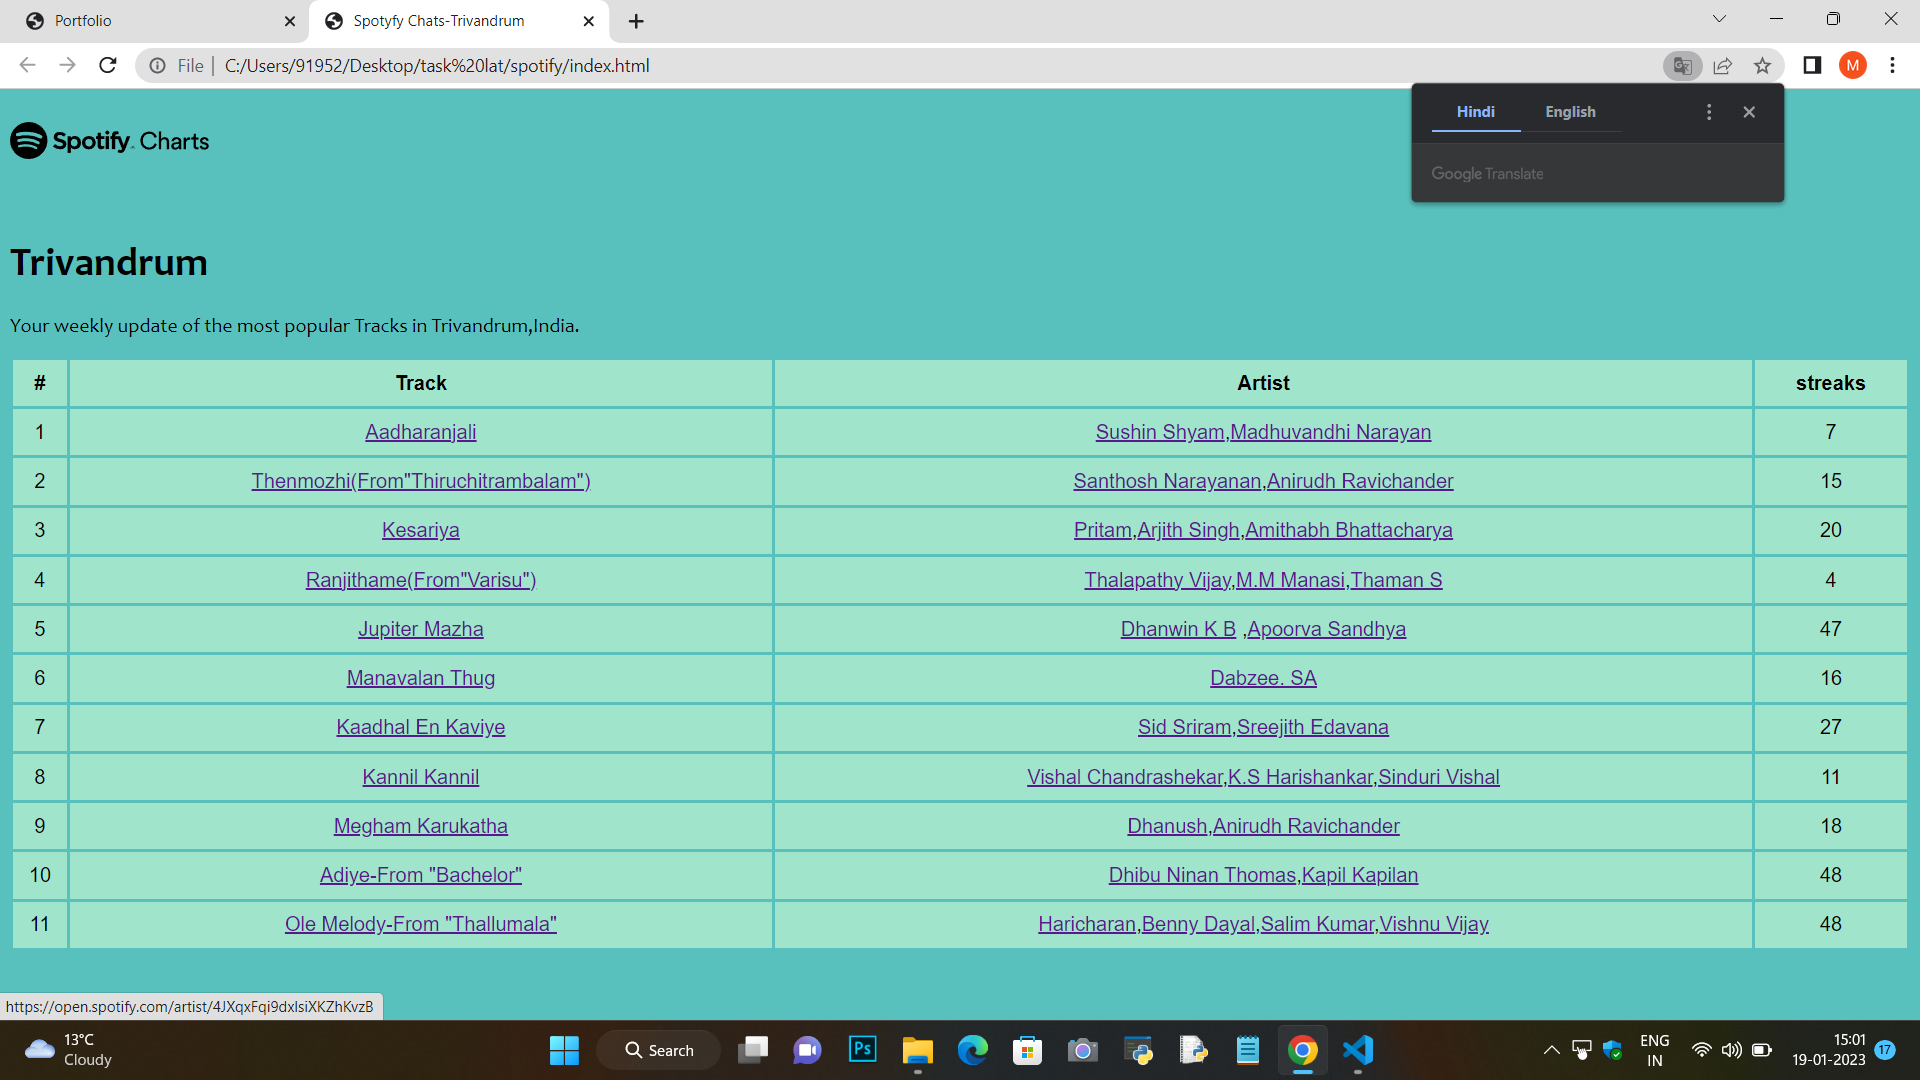 Portfolio
Spotyfy Chats-Trivandrum
File | C:/Users/91952/Desktop/task%20lat/spotify/index.html
M
Hindi English
Google Translate
Spotify Charts
Trivandrum
Your weekly update of the most popular Tracks in Trivandrum,India.
# Track Artist streaks
1 Aadharanjali Sushin Shyam,Madhuvandhi Narayan 7
2 Thenmozhi(From"Thiruchitrambalam") Santhosh Narayanan,Anirudh Ravichander 15
3 Kesariya Pritam,Arjith Singh,Amithabh Bhattacharya 20
4 Ranjithame(From"Varisu") Thalapathy Vijay,M.M Manasi,Thaman S 4
5 Jupiter Mazha Dhanwin K B ,Apoorva Sandhya 47
6 Manavalan Thug Dabzee. SA 16
7 Kaadhal En Kaviye Sid Sriram,Sreejith Edavana 27
8 Kannil Kannil Vishal Chandrashekar,K.S Harishankar,Sinduri Vishal 11
9 Megham Karukatha Dhanush,Anirudh Ravichander 18
10 Adiye-From "Bachelor" Dhibu Ninan Thomas,Kapil Kapilan 48
11 Ole Melody-From "Thallumala" Haricharan,Benny Dayal,Salim Kumar,Vishnu Vijay 48
https://open.spotify.com/artist/4JXqxFqi9dxIsiXKZhKvzB
13°C
Cloudy
Search
Ps
ENG
IN
15:01
19-01-2023
17